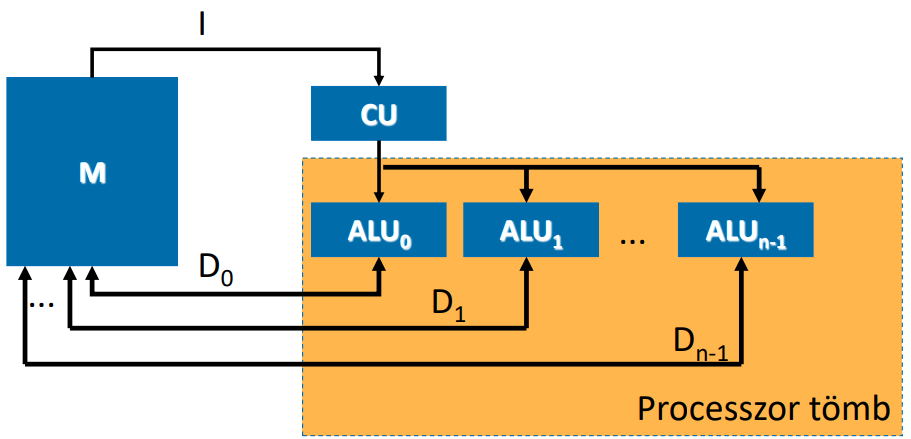 I
CU
M
ALU₀
ALU₁
...
ALUₙ₋₁
D₀
...
D₁
Dₙ₋₁
Processzor tömb